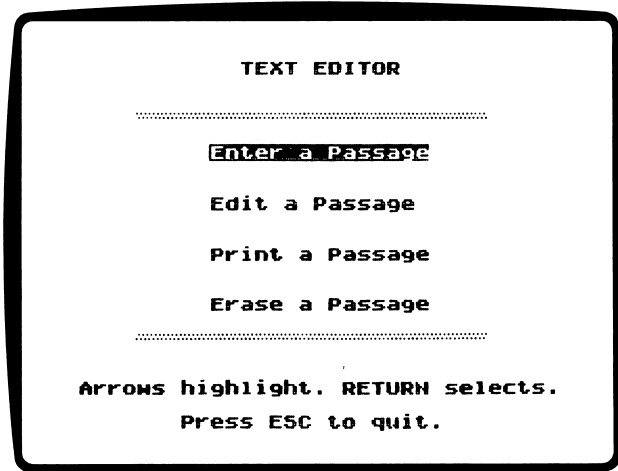 TEXT EDITOR
Enter a Passage
Edit a Passage
Print a Passage
Erase a Passage
Arrows highlight. RETURN selects.
Press ESC to quit.